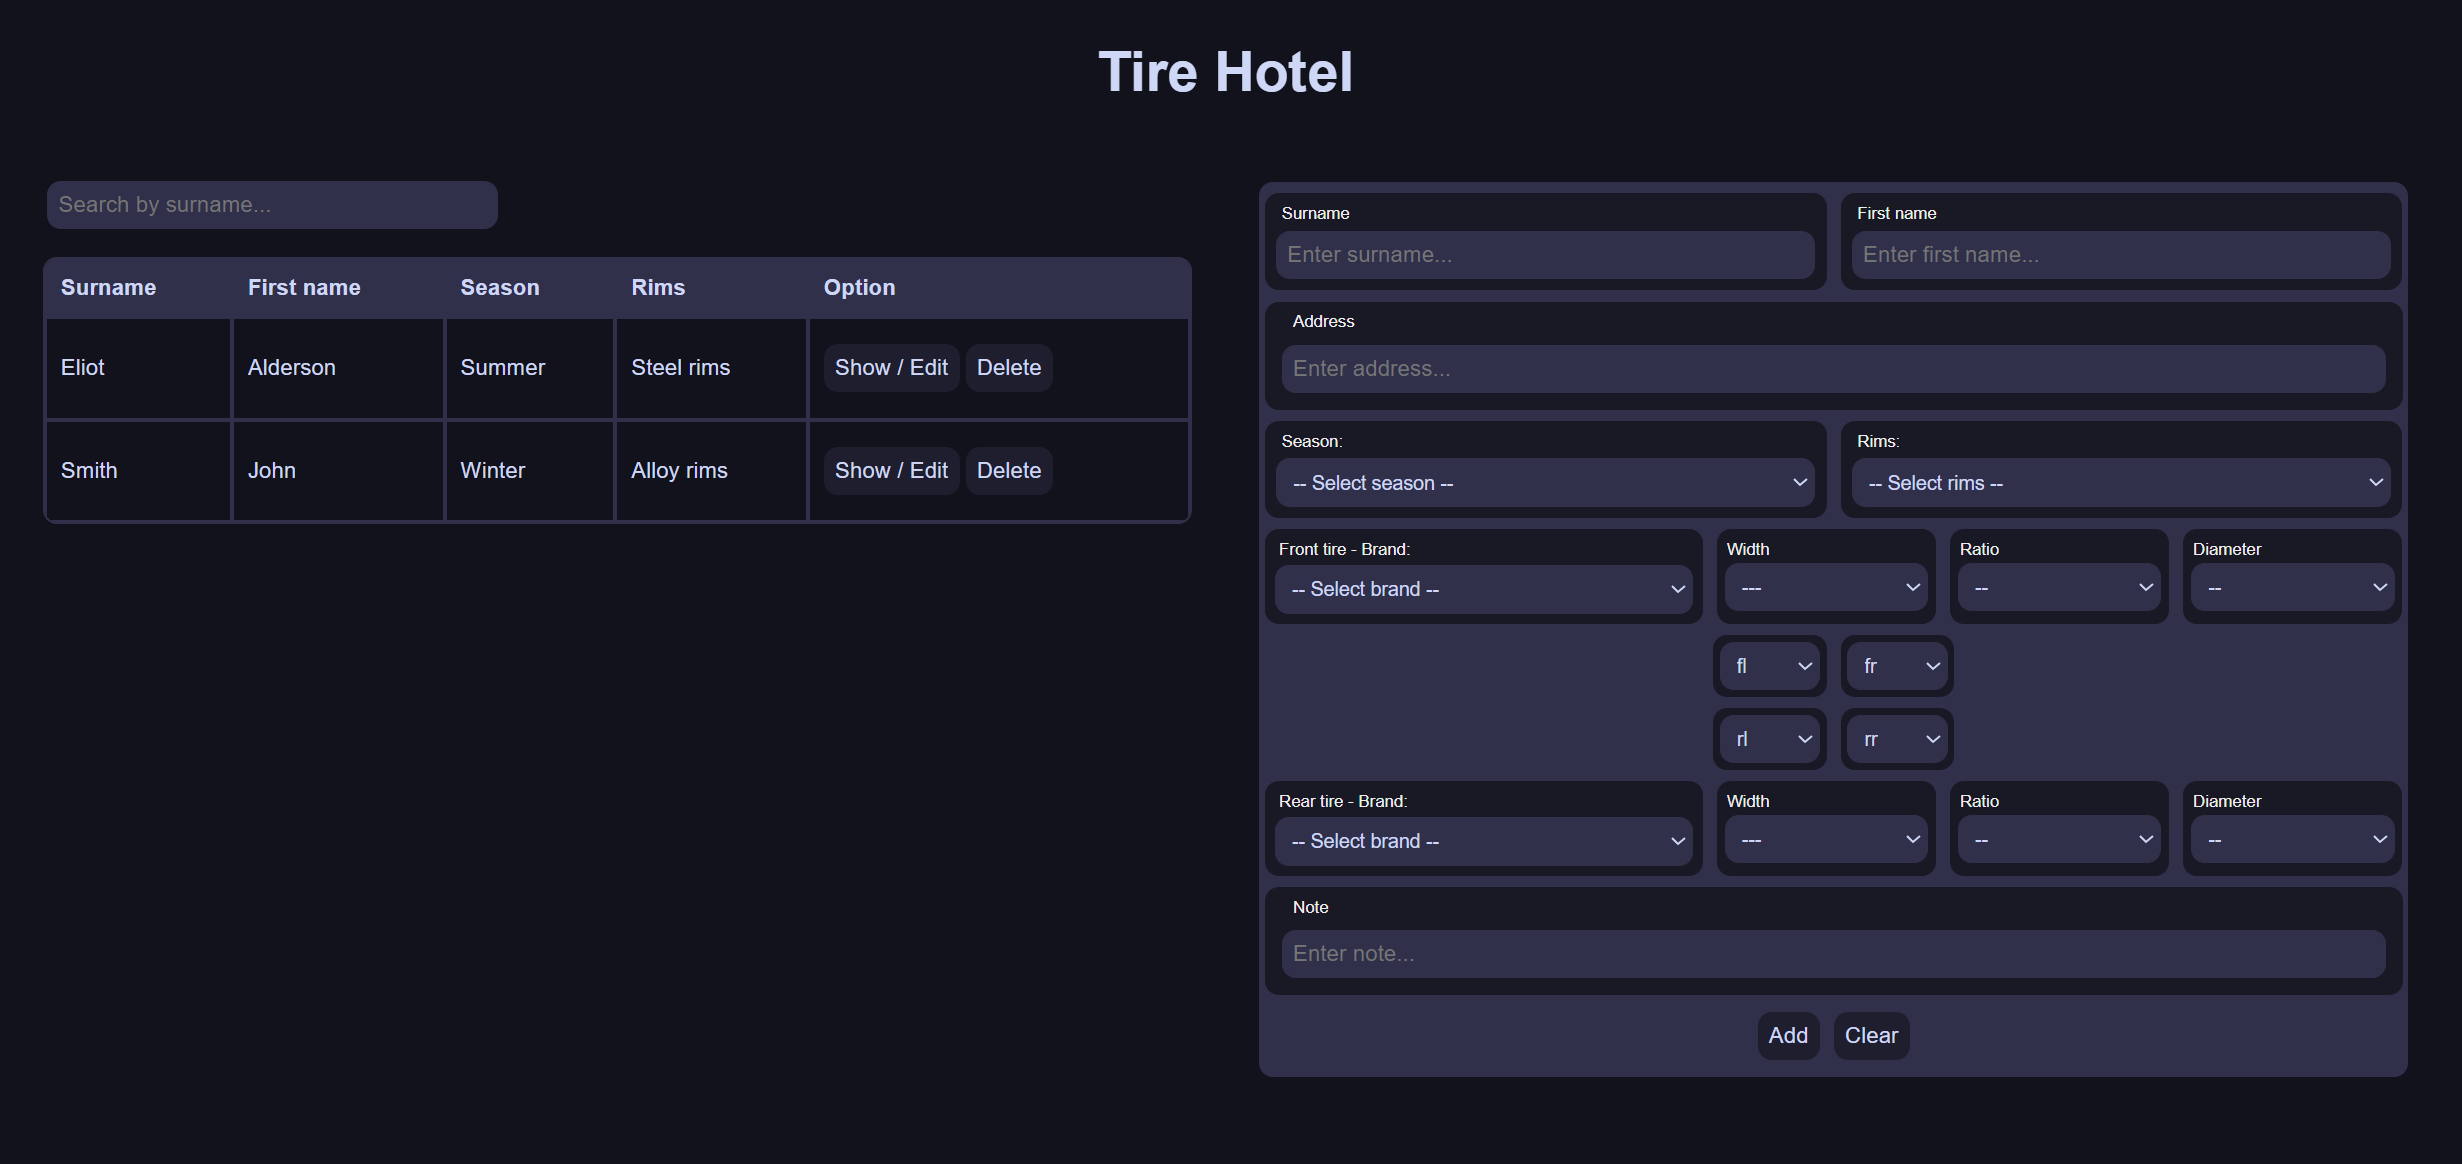 Tire Hotel
Search by surname...
Surname First name Season Rims Option
Eliot Alderson Summer Steel rims Show / Edit Delete
Smith John Winter Alloy rims Show / Edit Delete
Surname First name
Enter surname... Enter first name...
Address
Enter address...
Season: Rims:
-- Select season -- -- Select rims --
Front tire - Brand: Width Ratio Diameter
-- Select brand -- --- -- --
fl fr
rl rr
Rear tire - Brand: Width Ratio Diameter
-- Select brand -- --- -- --
Note
Enter note...
Add Clear